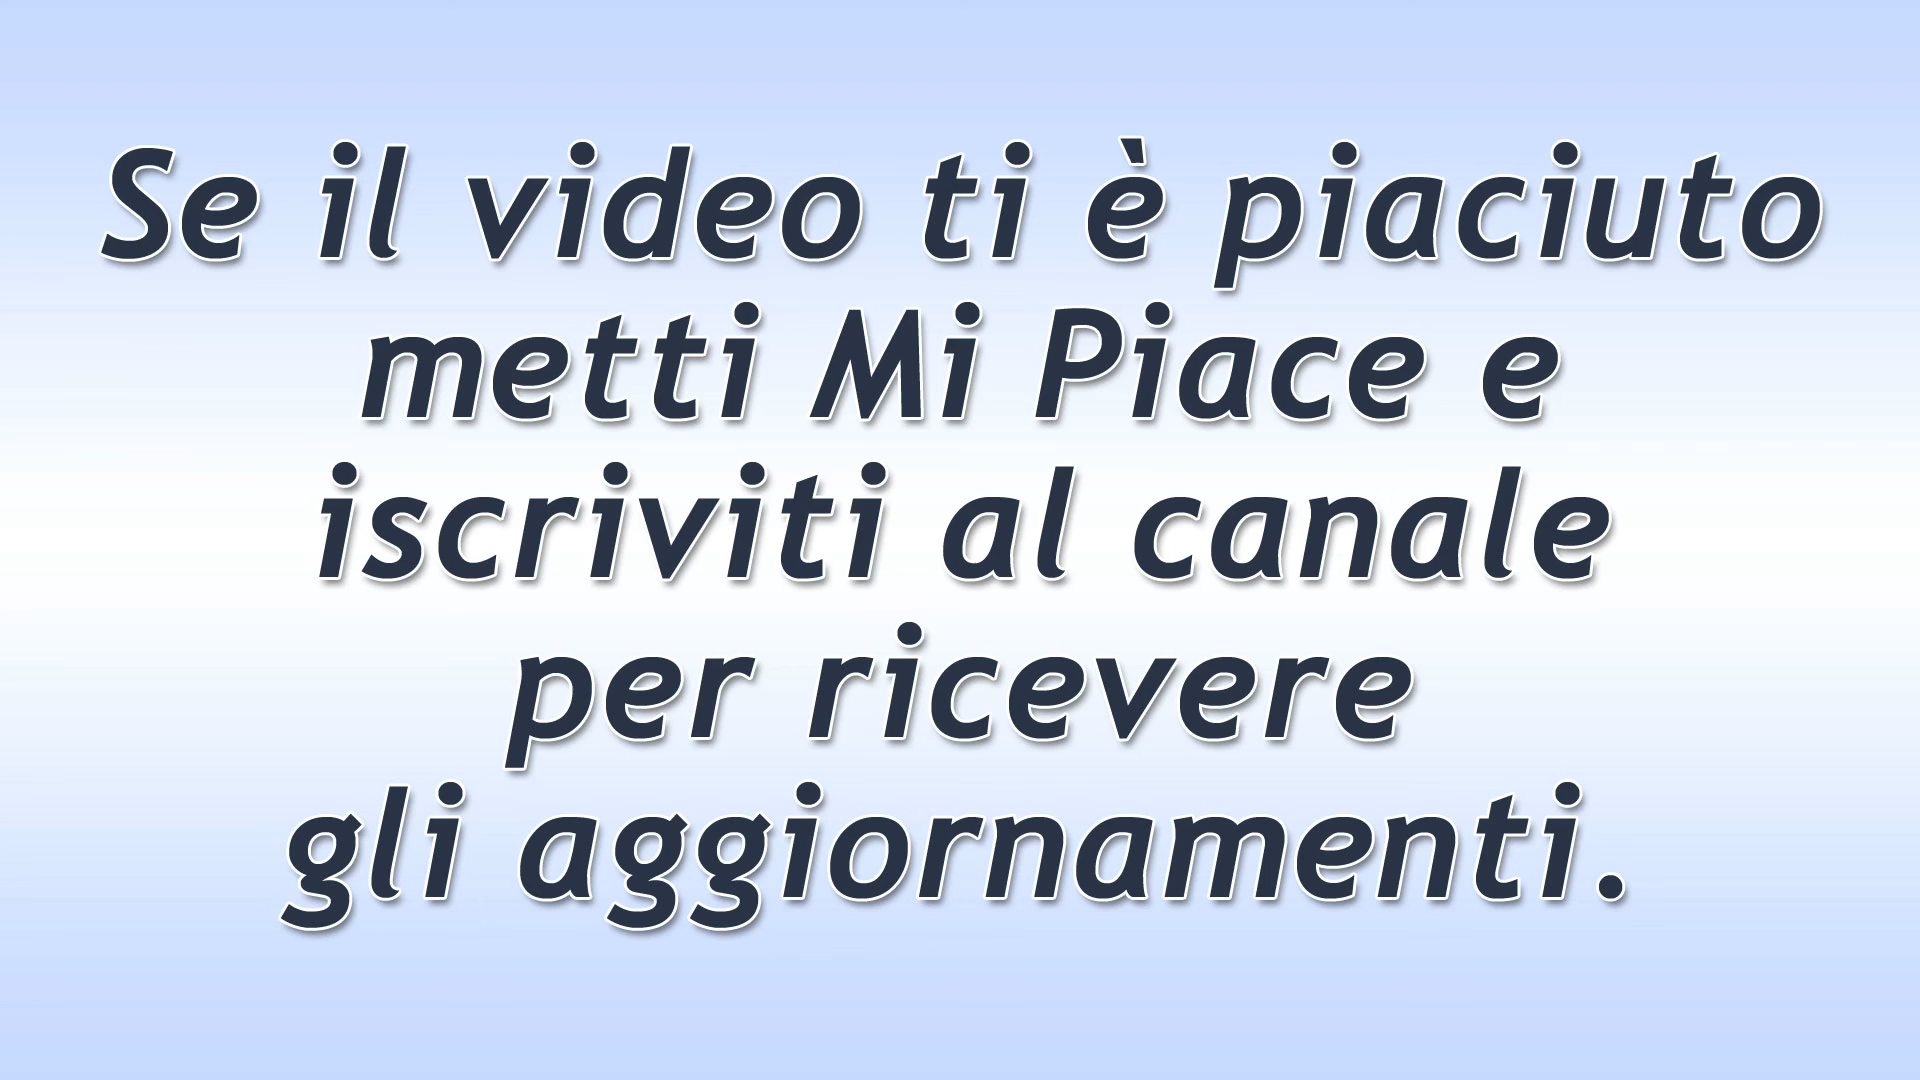 Se il video ti è piaciuto
metti Mi Piace e
iscriviti al canale
per ricevere
gli aggiornamenti.